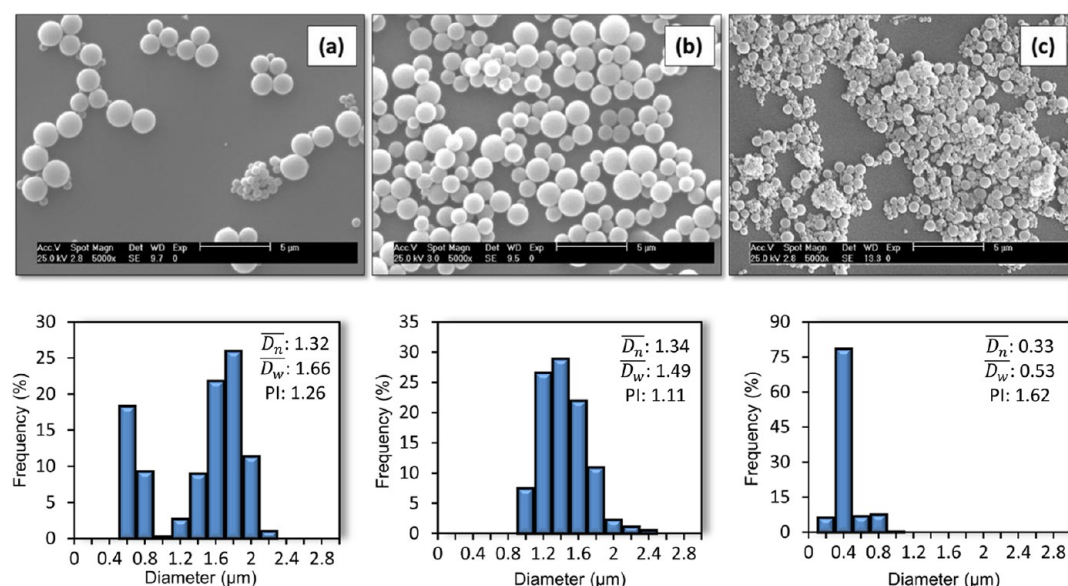 (a)
(b)
(c)
Acc.V Spot Magn Det WD Exp 5 µm
25.0 kV 2.8 5000x SE 9.7 0
Acc.V Spot Magn Det WD Exp 5 µm
25.0 kV 3.0 5000x SE 9.5 0
Acc.V Spot Magn Det WD Exp 5 µm
25.0 kV 2.8 5000x SE 13.3 0
30
25
20
15
10
5
0
Frequency (%)
Dn: 1.32
Dw: 1.66
PI: 1.26
0 0.4 0.8 1.2 1.6 2 2.4 2.8
Diameter (µm)
35
30
25
20
15
10
5
0
Frequency (%)
Dn: 1.34
Dw: 1.49
PI: 1.11
0 0.4 0.8 1.2 1.6 2 2.4 2.8
Diameter (µm)
90
75
60
45
30
15
0
Frequency (%)
Dn: 0.33
Dw: 0.53
PI: 1.62
0 0.4 0.8 1.2 1.6 2 2.4 2.8
Diameter (µm)